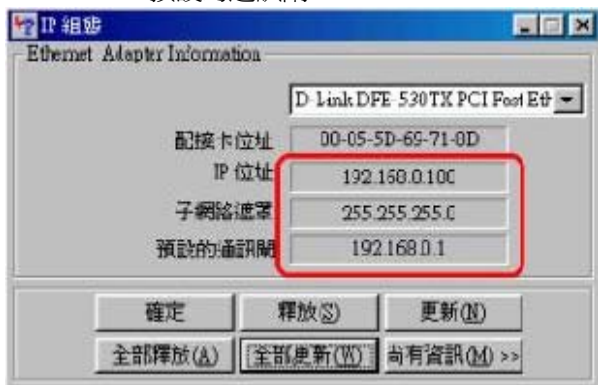 IP 組態
Ethernet Adapter Information
D-Link DFE-530TX PCI Fast Eth
配接卡位址 00-05-5D-69-71-8D
IP 位址 192.168.0.100
子網路遮罩 255.255.255.0
預設的通訊閘 192.168.0.1
確定 釋放(S) 更新(N)
全部釋放(A) 全部更新(W) 尚有資訊(M) >>